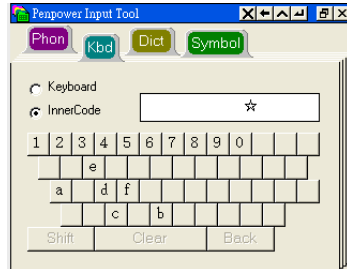 Penpower Input Tool
Phon Kbd Dict Symbol
Keyboard
InnerCode ☆
1 2 3 4 5 6 7 8 9 0
e
a d f
c b
Shift Clear Back